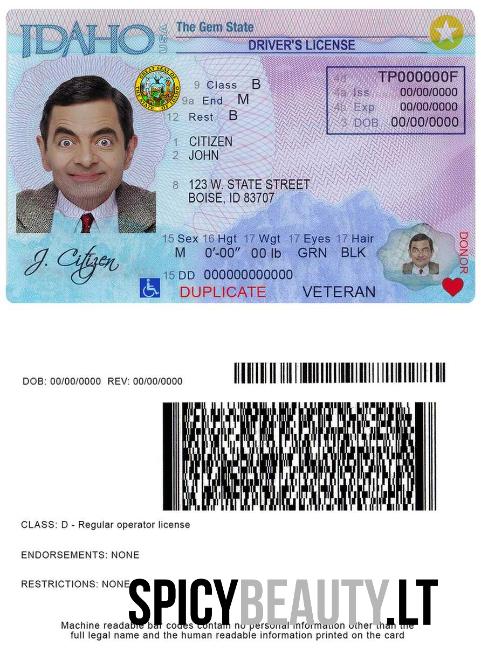 IDAHO USA The Gem State
DRIVER'S LICENSE
9 Class B
9a End M
12 Rest B
4d TP000000F
4a Iss 00/00/0000
4b Exp 00/00/0000
3 DOB 00/00/0000
1 CITIZEN
2 JOHN
8 123 W. STATE STREET
BOISE, ID 83707
15 Sex 16 Hgt 17 Wgt 17 Eyes 17 Hair
M 0'-00" 00 lb GRN BLK
J. Citizen
15 DD 000000000000
DUPLICATE VETERAN
DONOR
DOB: 00/00/0000 REV: 00/00/0000
CLASS: D - Regular operator license
ENDORSEMENTS: NONE
RESTRICTIONS: NONE
SPICYBEAUTY.LT
Machine readable bar codes contain no personal information other than the
full legal name and the human readable information printed on the card